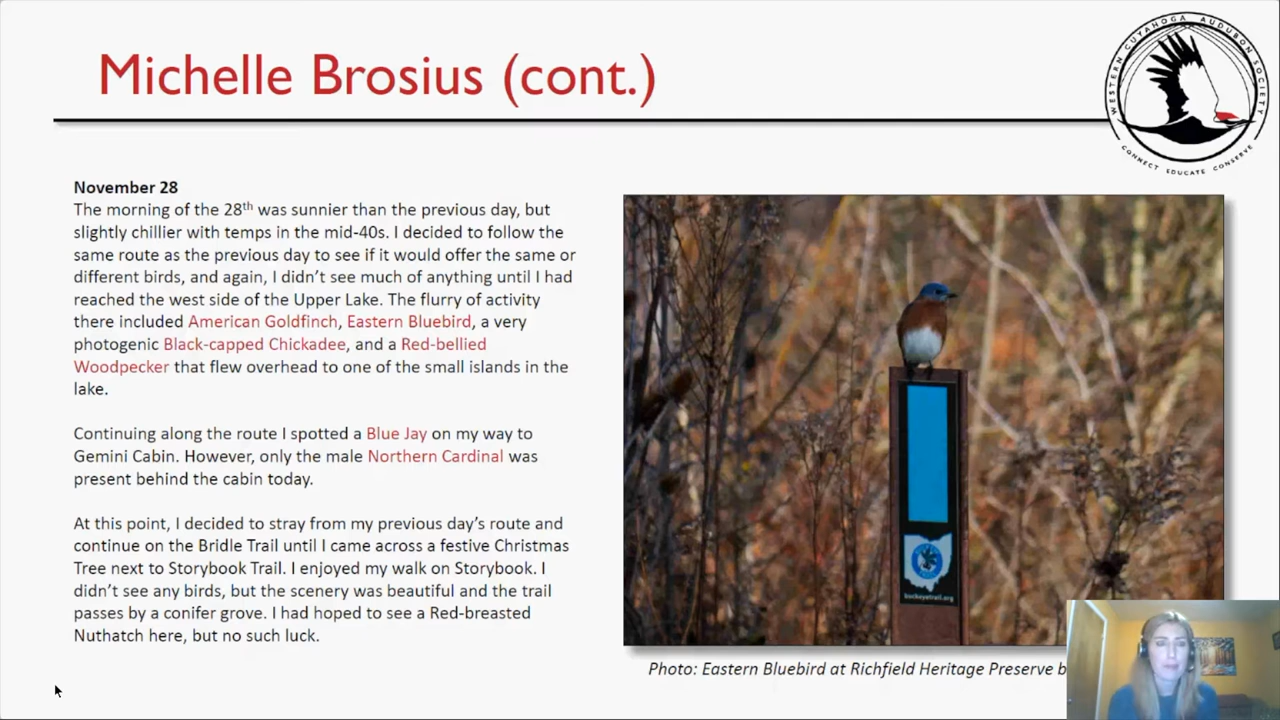 Michelle Brosius (cont.)
WESTERN CUYAHOGA AUDUBON SOCIETY
CONNECT EDUCATE CONSERVE
November 28
The morning of the 28th was sunnier than the previous day, but
slightly chillier with temps in the mid-40s. I decided to follow the
same route as the previous day to see if it would offer the same or
different birds, and again, I didn't see much of anything until I had
reached the west side of the Upper Lake. The flurry of activity
there included American Goldfinch, Eastern Bluebird, a very
photogenic Black-capped Chickadee, and a Red-bellied
Woodpecker that flew overhead to one of the small islands in the
lake.
Continuing along the route I spotted a Blue Jay on my way to
Gemini Cabin. However, only the male Northern Cardinal was
present behind the cabin today.
At this point, I decided to stray from my previous day's route and
continue on the Bridle Trail until I came across a festive Christmas
Tree next to Storybook Trail. I enjoyed my walk on Storybook. I
didn't see any birds, but the scenery was beautiful and the trail
passes by a conifer grove. I had hoped to see a Red-breasted
Nuthatch here, but no such luck.
buckeyetrail.org
Photo: Eastern Bluebird at Richfield Heritage Preserve